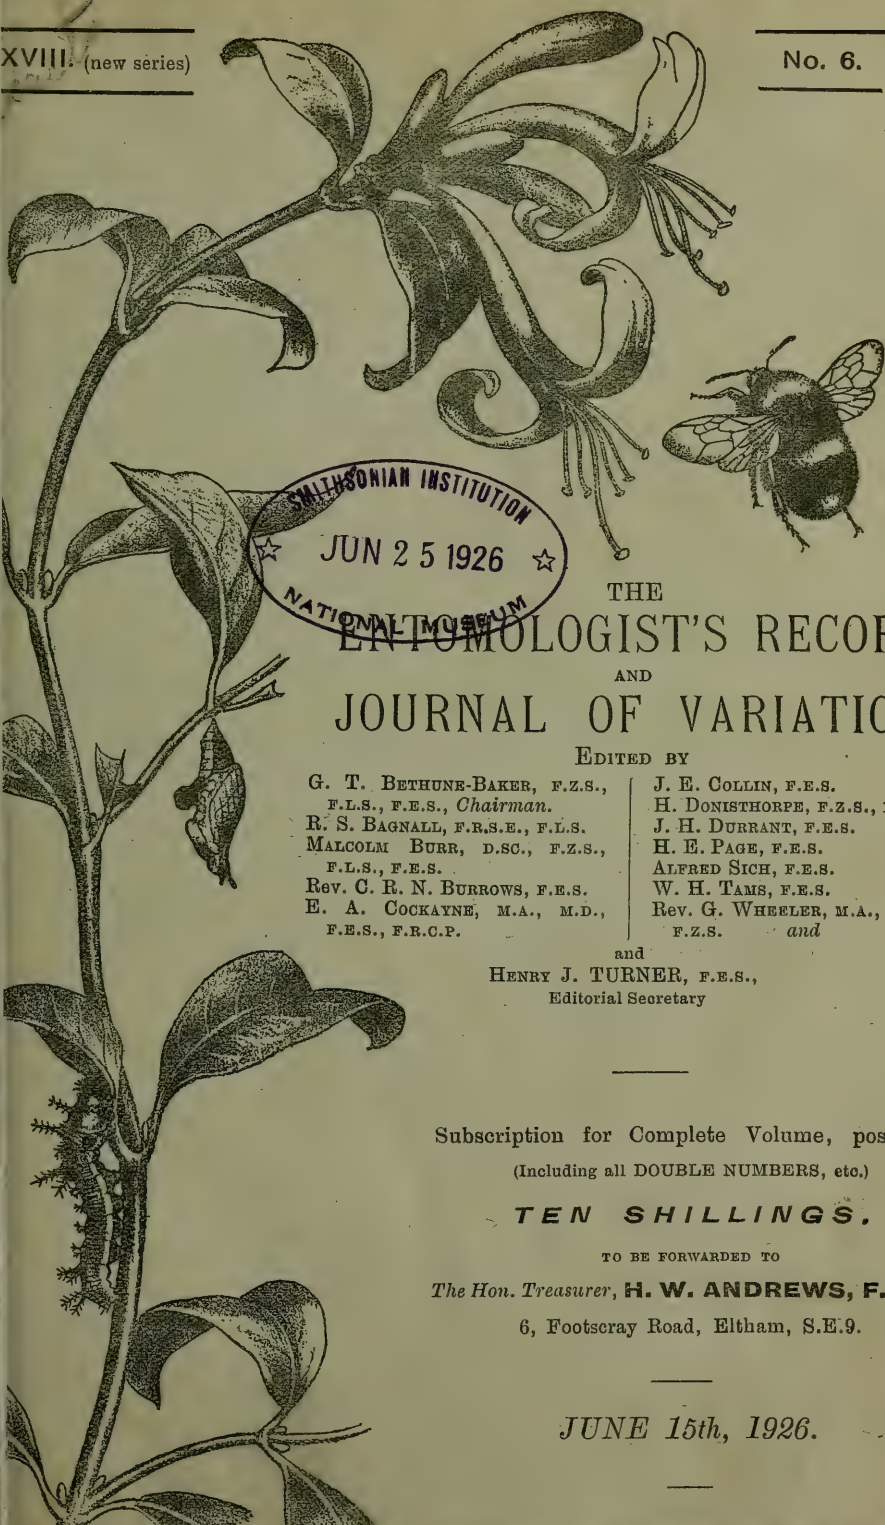 XVIII. (new series)
No. 6.
SMITHSONIAN INSTITUTION
JUN 25 1926
NATIONAL MUSEUM
THE
ENTOMOLOGIST'S RECOR
AND
JOURNAL OF VARIATIO
EDITED BY
G. T. BETHUNE-BAKER, F.Z.S.,
F.L.S., F.E.S., Chairman.
R. S. BAGNALL, F.R.S.E., F.L.S.
MALCOLM BURR, D.SC., F.Z.S.,
F.L.S., F.E.S.
Rev. C. R. N. BURROWS, F.E.S.
E. A. COCKAYNE, M.A., M.D.,
F.E.S., F.R.C.P.
J. E. COLLIN, F.E.S.
H. DONISTHORPE, F.Z.S.,
J. H. DURRANT, F.E.S.
H. E. PAGE, F.E.S.
ALFRED SICH, F.E.S.
W. H. TAMS, F.E.S.
Rev. G. WHEELER, M.A.,
F.Z.S. and
and
HENRY J. TURNER, F.E.S.,
Editorial Secretary
Subscription for Complete Volume, pos
(Including all DOUBLE NUMBERS, etc.)
TEN SHILLINGS.
TO BE FORWARDED TO
The Hon. Treasurer, H. W. ANDREWS, F.
6, Footscray Road, Eltham, S.E.9.
JUNE 15th, 1926.